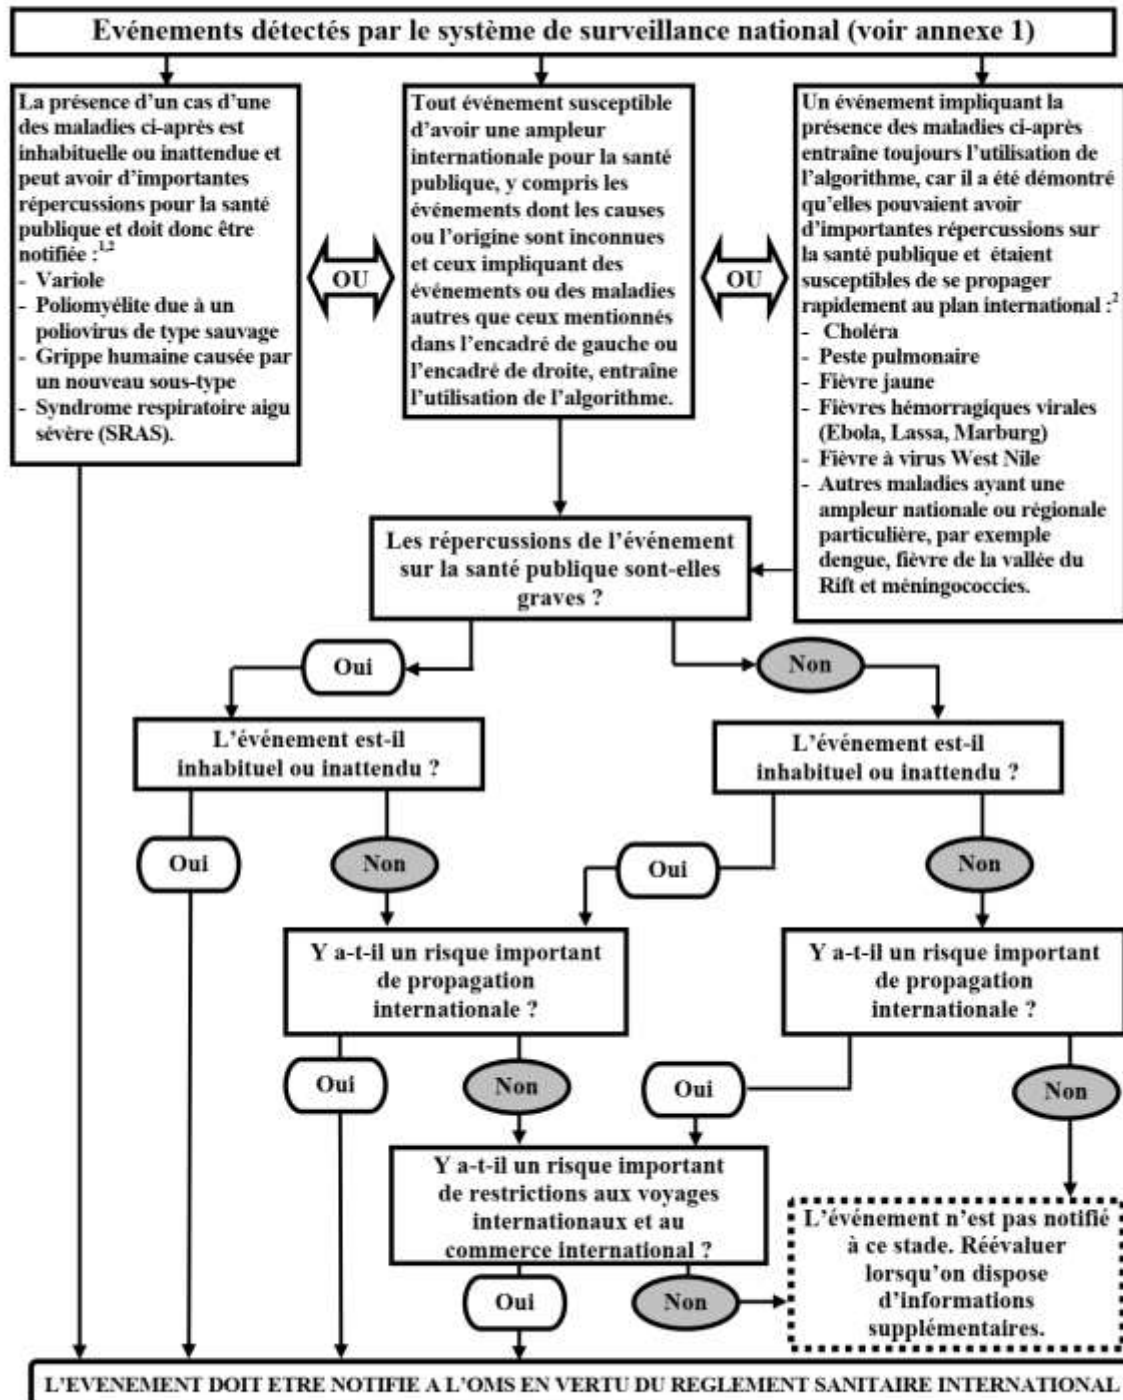 Evénements détectés par le système de surveillance national (voir annexe 1)
La présence d'un cas d'une
des maladies ci-après est
inhabituelle ou inattendue et
peut avoir d'importantes
répercussions pour la santé
publique et doit donc être
notifiée :1,2
- Variole
- Poliomyélite due à un
poliovirus de type sauvage
- Grippe humaine causée par
un nouveau sous-type
- Syndrome respiratoire aigu
sévère (SRAS).
OU
Tout événement susceptible
d'avoir une ampleur
internationale pour la santé
publique, y compris les
événements dont les causes
ou l'origine sont inconnues
et ceux impliquant des
événements ou des maladies
autres que ceux mentionnés
dans l'encadré de gauche ou
l'encadré de droite, entraîne
l'utilisation de l'algorithme.
OU
Un événement impliquant la
présence des maladies ci-après
entraîne toujours l'utilisation de
l'algorithme, car il a été démontré
qu'elles pouvaient avoir
d'importantes répercussions sur
la santé publique et étaient
susceptibles de se propager
rapidement au plan international :2
- Choléra
- Peste pulmonaire
- Fièvre jaune
- Fièvres hémorragiques virales
(Ebola, Lassa, Marburg)
- Fièvre à virus West Nile
- Autres maladies ayant une
ampleur nationale ou régionale
particulière, par exemple
dengue, fièvre de la vallée du
Rift et méningococcies.
Les répercussions de l'événement
sur la santé publique sont-elles
graves ?
Oui
Non
L'événement est-il
inhabituel ou inattendu ?
L'événement est-il
inhabituel ou inattendu ?
Oui
Non
Oui
Non
Y a-t-il un risque important
de propagation
internationale ?
Y a-t-il un risque important
de propagation
internationale ?
Oui
Non
Oui
Non
Y a-t-il un risque important
de restrictions aux voyages
internationaux et au
commerce international ?
L'événement n'est pas notifié
à ce stade. Réévaluer
lorsqu'on dispose
d'informations
supplémentaires.
Oui
Non
L'EVENEMENT DOIT ETRE NOTIFIE A L'OMS EN VERTU DU REGLEMENT SANITAIRE INTERNATIONAL